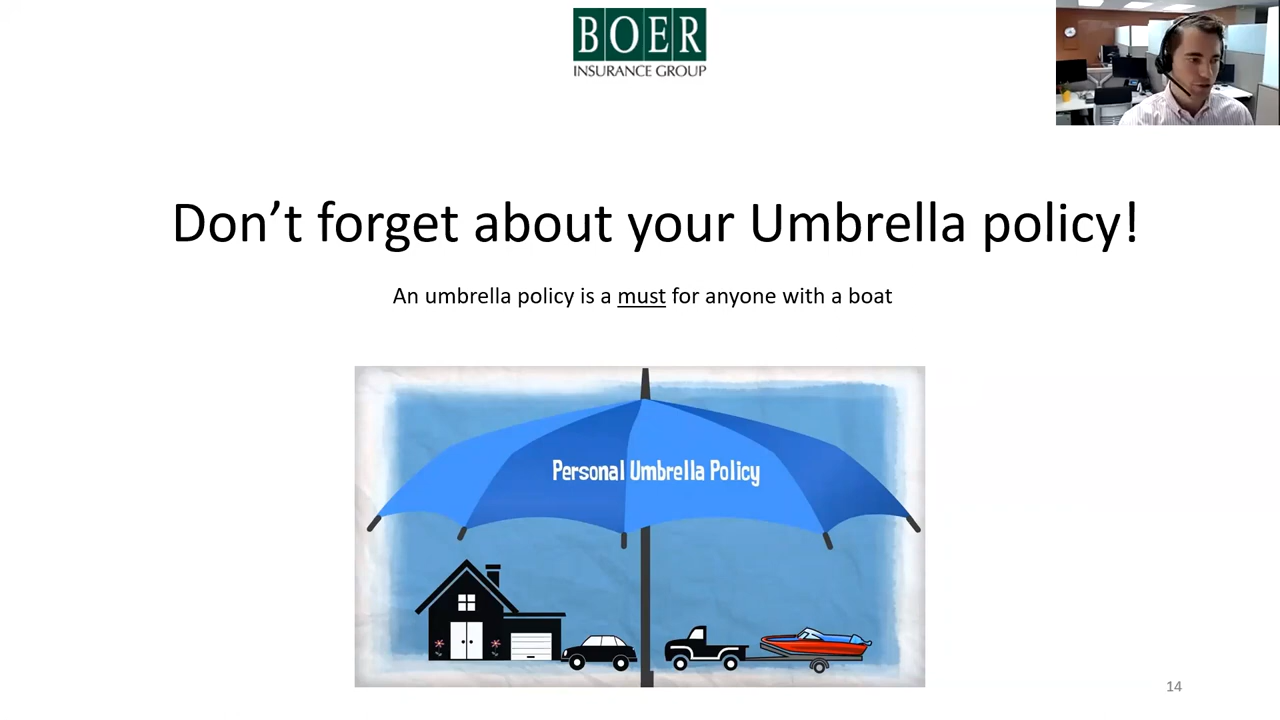 BOER
INSURANCE GROUP
Don’t forget about your Umbrella policy!
An umbrella policy is a must for anyone with a boat
Personal Umbrella Policy
14